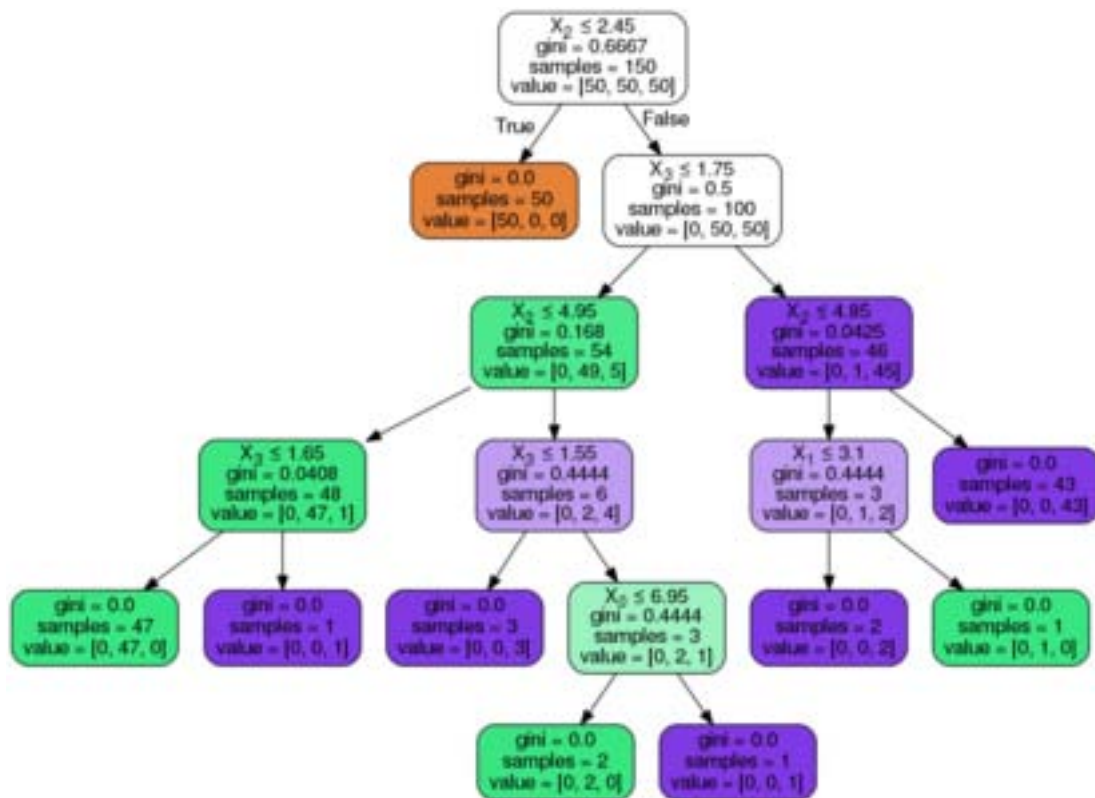 X₂ ≤ 2.45
gini = 0.6667
samples = 150
value = [50, 50, 50]
True
False
gini = 0.0
samples = 50
value = [50, 0, 0]
X₃ ≤ 1.75
gini = 0.5
samples = 100
value = [0, 50, 50]
X₂ ≤ 4.95
gini = 0.168
samples = 54
value = [0, 49, 5]
X₂ ≤ 4.85
gini = 0.0425
samples = 46
value = [0, 1, 45]
X₃ ≤ 1.65
gini = 0.0408
samples = 48
value = [0, 47, 1]
X₃ ≤ 1.55
gini = 0.4444
samples = 6
value = [0, 2, 4]
X₁ ≤ 3.1
gini = 0.4444
samples = 3
value = [0, 1, 2]
gini = 0.0
samples = 43
value = [0, 0, 43]
gini = 0.0
samples = 47
value = [0, 47, 0]
gini = 0.0
samples = 1
value = [0, 0, 1]
gini = 0.0
samples = 3
value = [0, 0, 3]
X₀ ≤ 6.95
gini = 0.4444
samples = 3
value = [0, 2, 1]
gini = 0.0
samples = 2
value = [0, 0, 2]
gini = 0.0
samples = 1
value = [0, 1, 0]
gini = 0.0
samples = 2
value = [0, 2, 0]
gini = 0.0
samples = 1
value = [0, 0, 1]